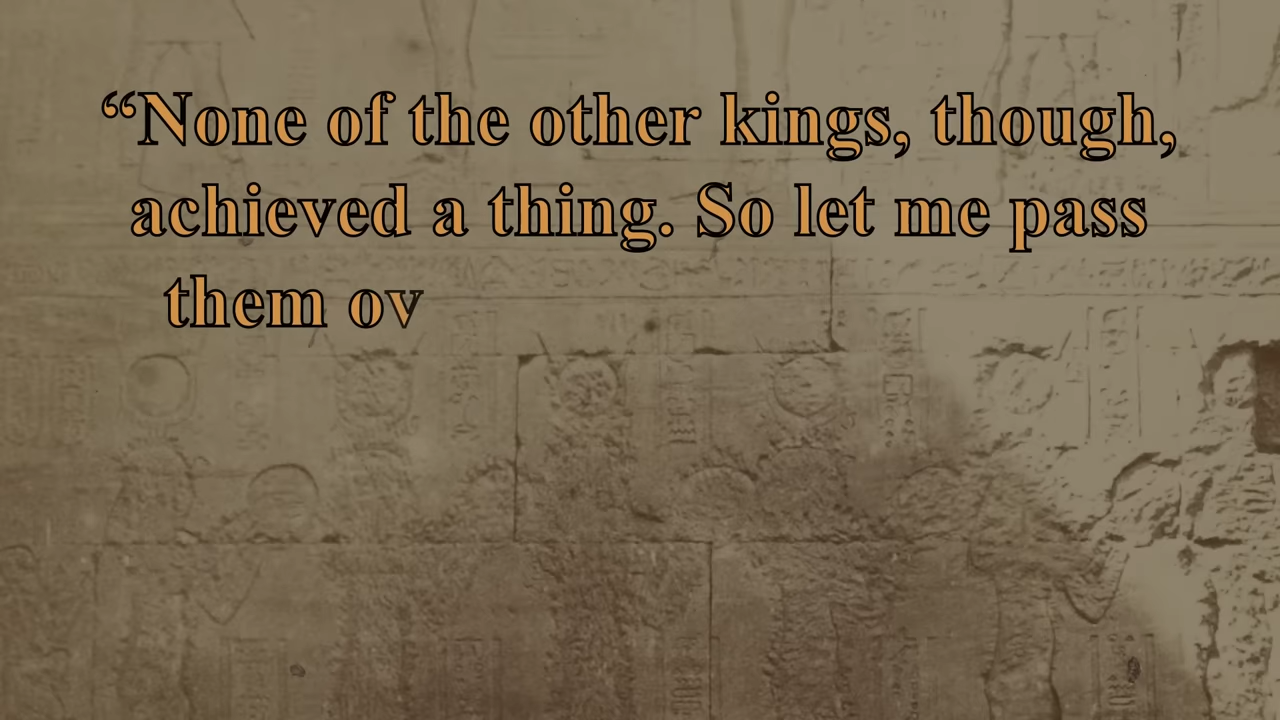 “None of the other kings, though,
achieved a thing. So let me pass
them ov